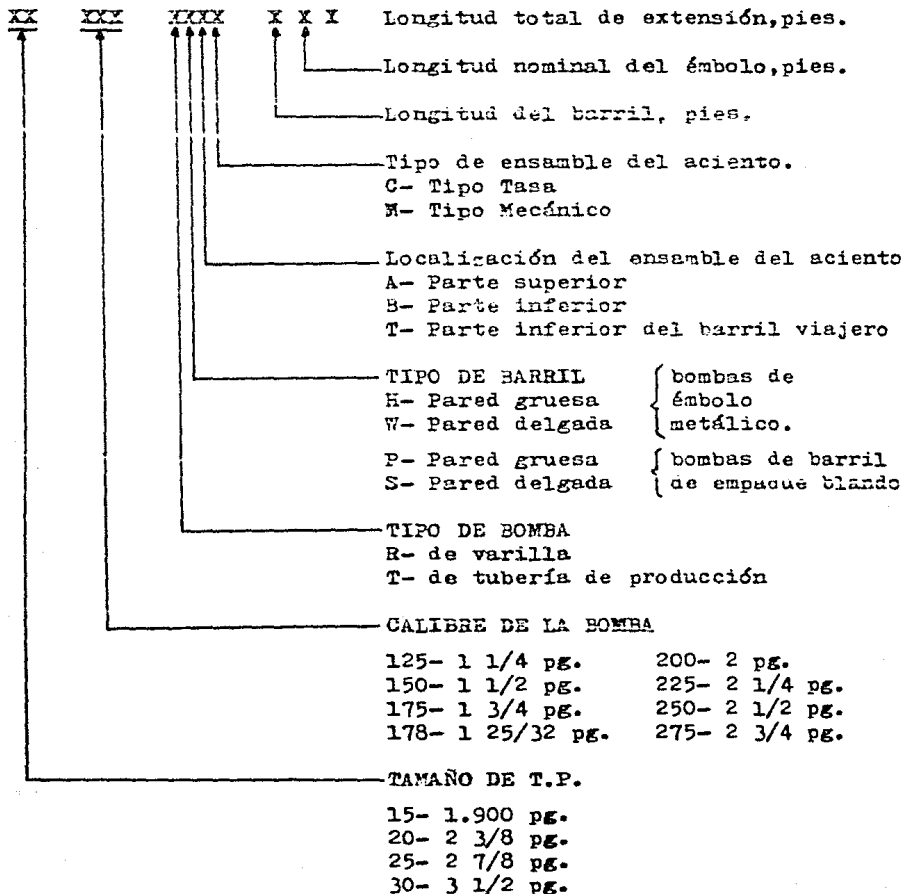 XX XXX XXXX X X X Longitud total de extensión,pies.
Longitud nominal del émbolo,pies.
Longitud del barril, pies.
Tipo de ensamble del aciento.
C- Tipo Tasa
M- Tipo Mecánico
Localización del ensamble del aciento
A- Parte superior
B- Parte inferior
T- Parte inferior del barril viajero
TIPO DE BARRIL
H- Pared gruesa
W- Pared delgada
bombas de
émbolo
metálico.
P- Pared gruesa
S- Pared delgada
bombas de barril
de empaque blando
TIPO DE BOMBA
R- de varilla
T- de tubería de producción
CALIBRE DE LA BOMBA
125- 1 1/4 pg. 200- 2 pg.
150- 1 1/2 pg. 225- 2 1/4 pg.
175- 1 3/4 pg. 250- 2 1/2 pg.
178- 1 25/32 pg. 275- 2 3/4 pg.
TAMAÑO DE T.P.
15- 1.900 pg.
20- 2 3/8 pg.
25- 2 7/8 pg.
30- 3 1/2 pg.